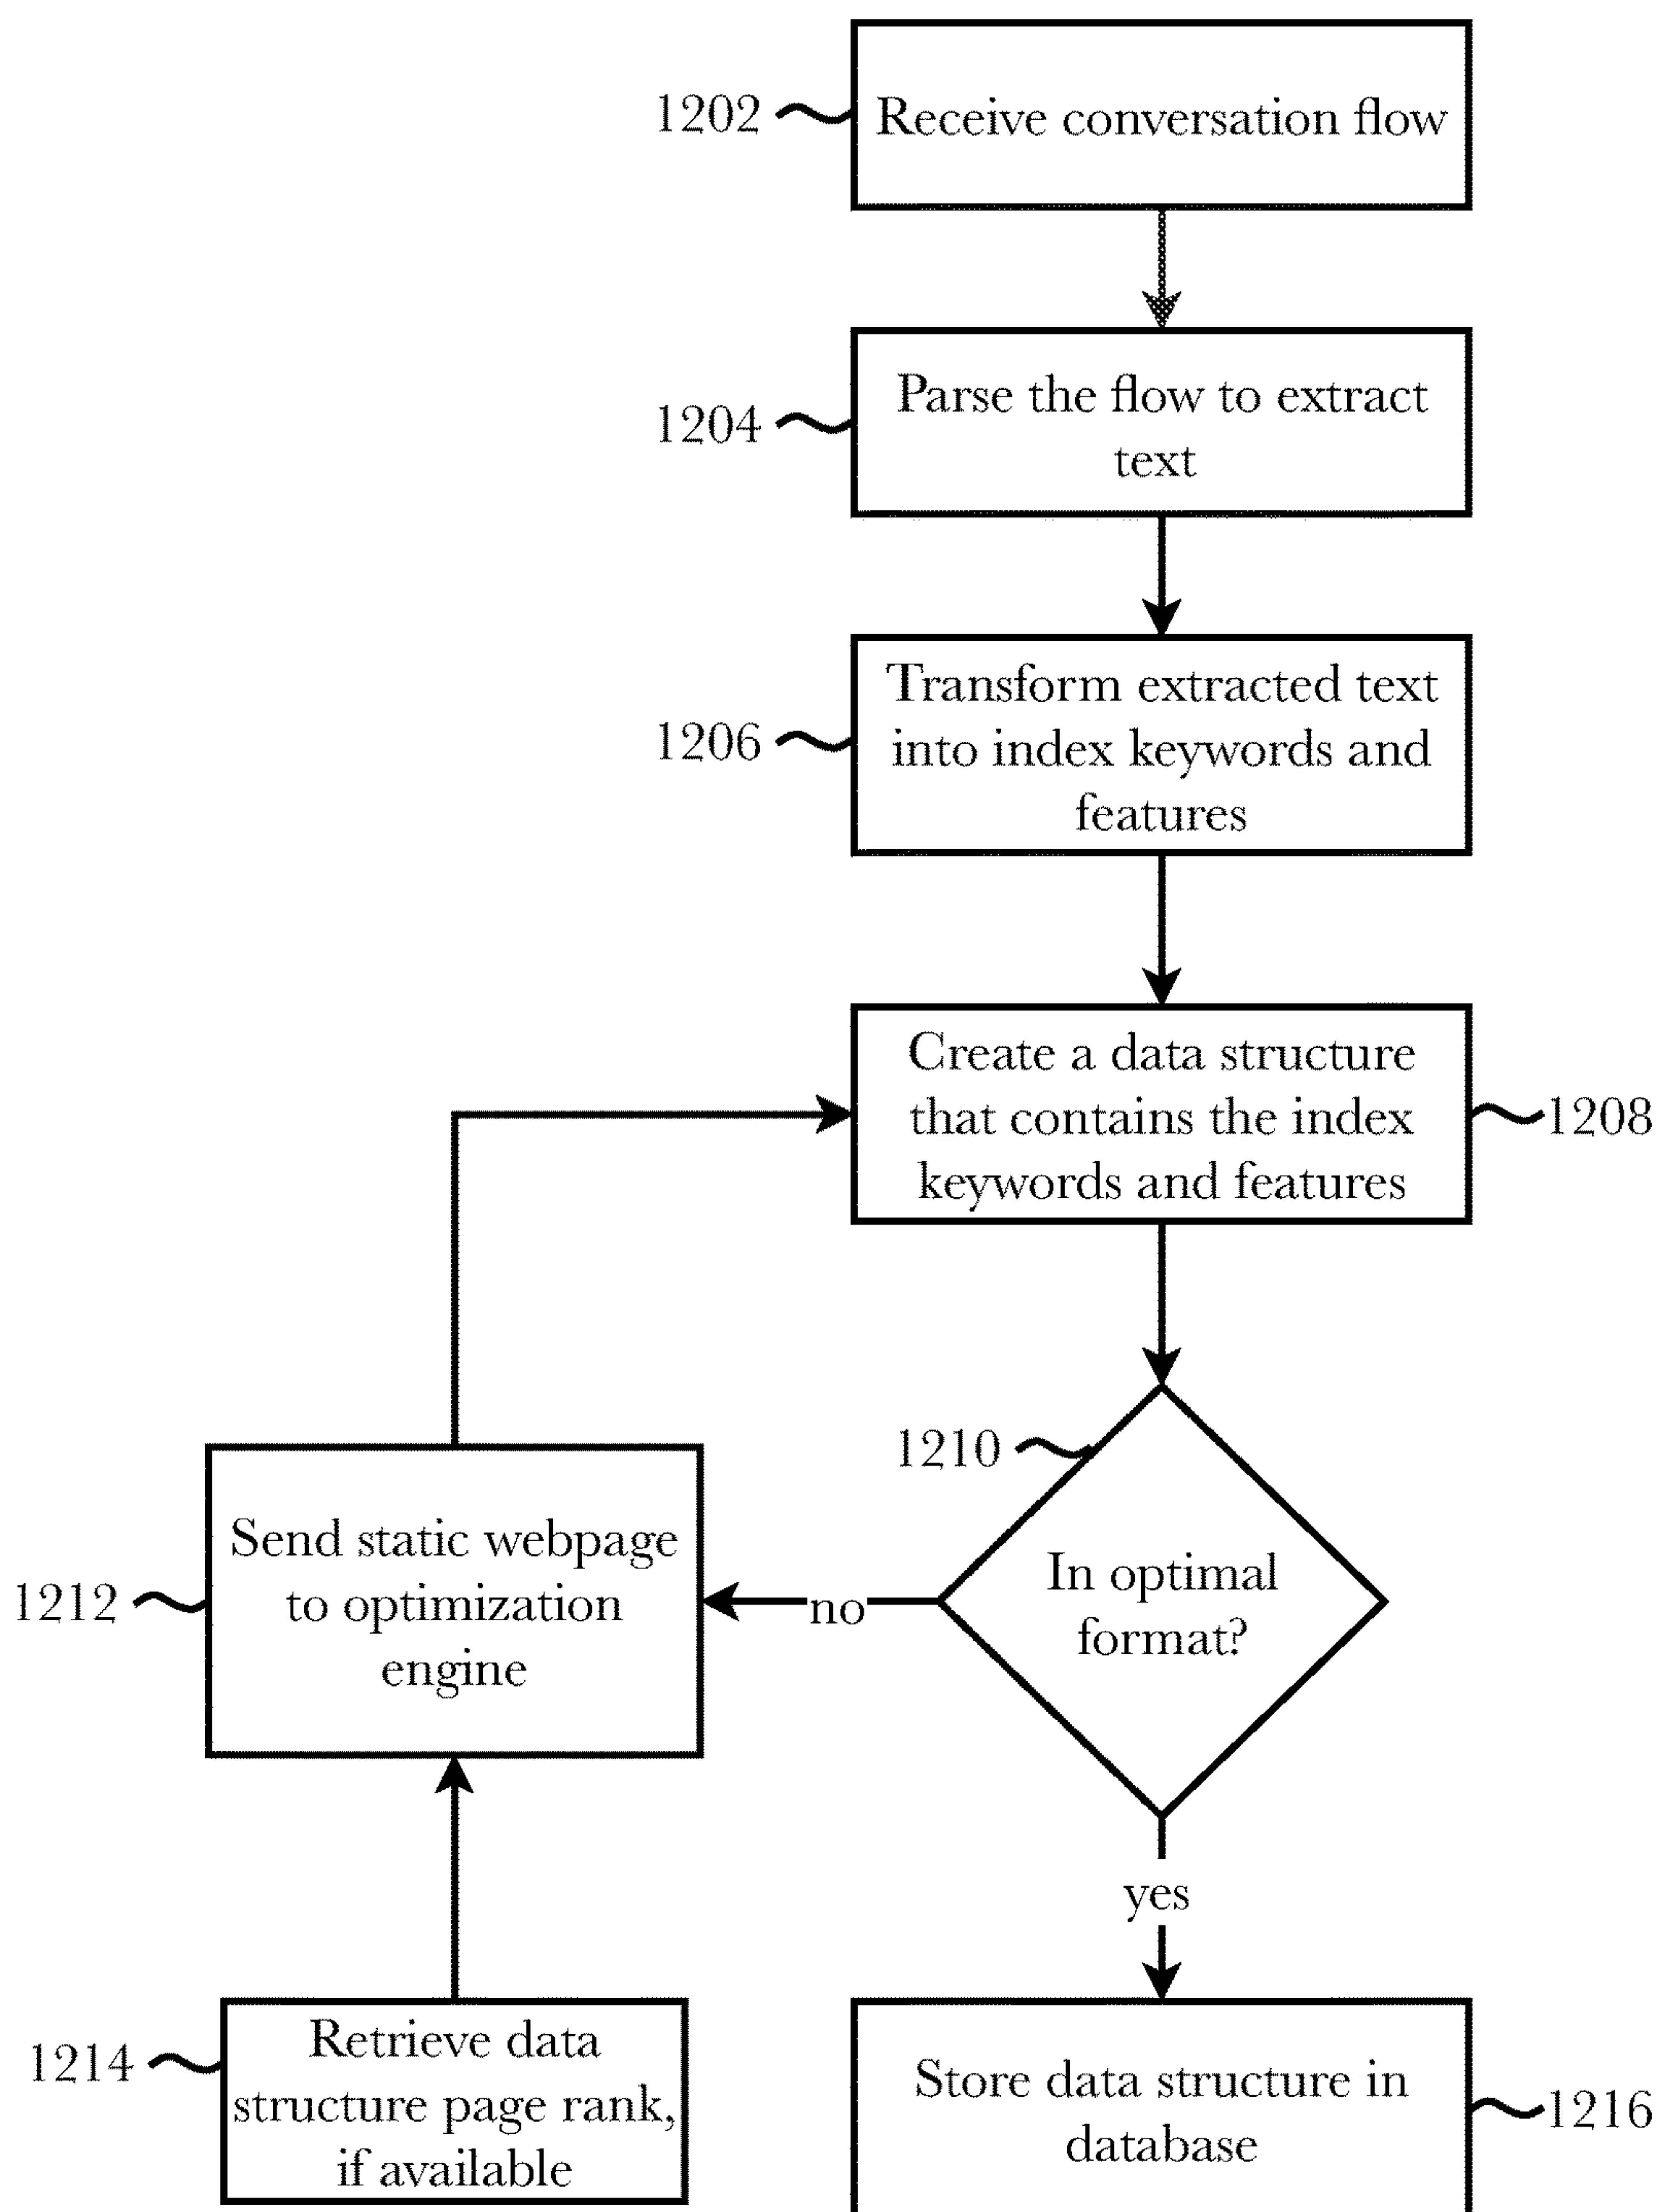 1202
Receive conversation flow
1204
Parse the flow to extract
text
1206
Transform extracted text
into index keywords and
features
Create a data structure
that contains the index
keywords and features
1208
1210
In optimal
format?
no
1212
Send static webpage
to optimization
engine
yes
1214
Retrieve data
structure page rank,
if available
Store data structure in
database
1216